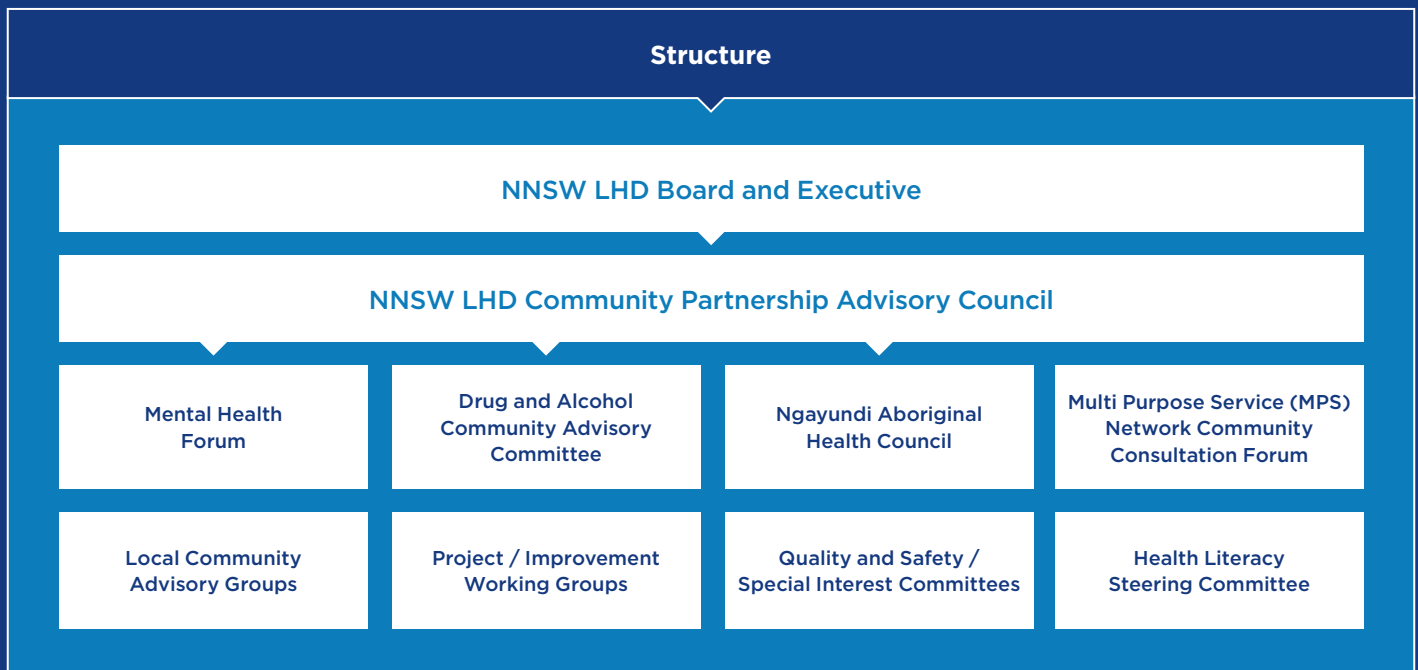 Structure
NNSW LHD Board and Executive
NNSW LHD Community Partnership Advisory Council
Mental Health
Forum
Drug and Alcohol
Community Advisory
Committee
Ngayundi Aboriginal
Health Council
Multi Purpose Service (MPS)
Network Community
Consultation Forum
Local Community
Advisory Groups
Project / Improvement
Working Groups
Quality and Safety /
Special Interest Committees
Health Literacy
Steering Committee